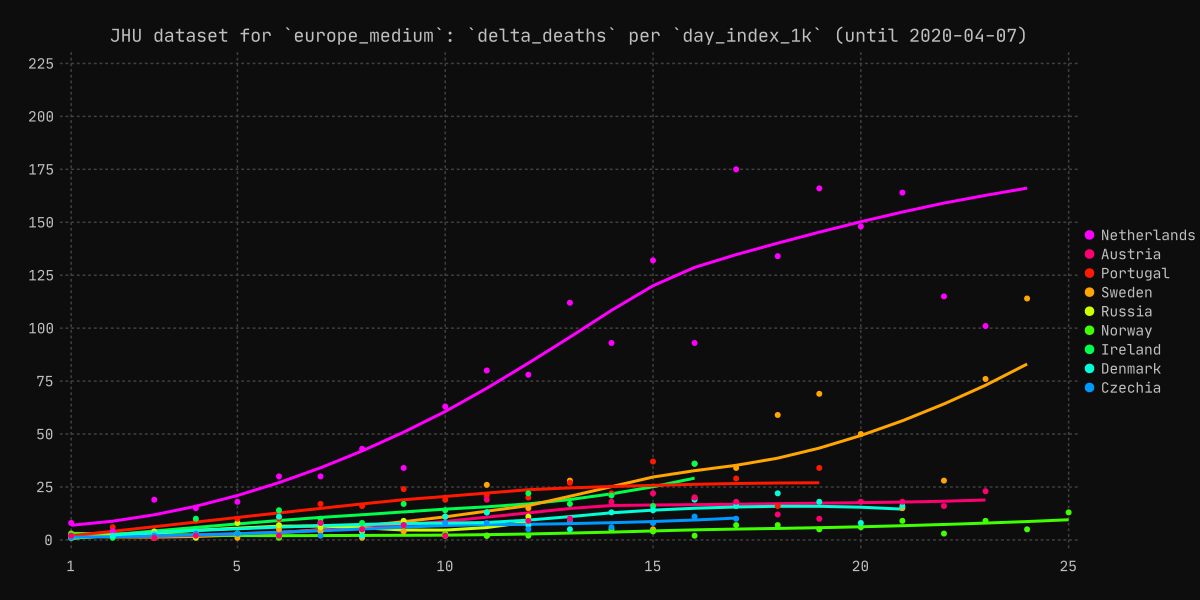 JHU dataset for `europe_medium`: `delta_deaths` per `day_index_1k` (until 2020-04-07)
225
200
175
150
125
100
75
50
25
0
1 5 10 15 20 25
Netherlands
Austria
Portugal
Sweden
Russia
Norway
Ireland
Denmark
Czechia